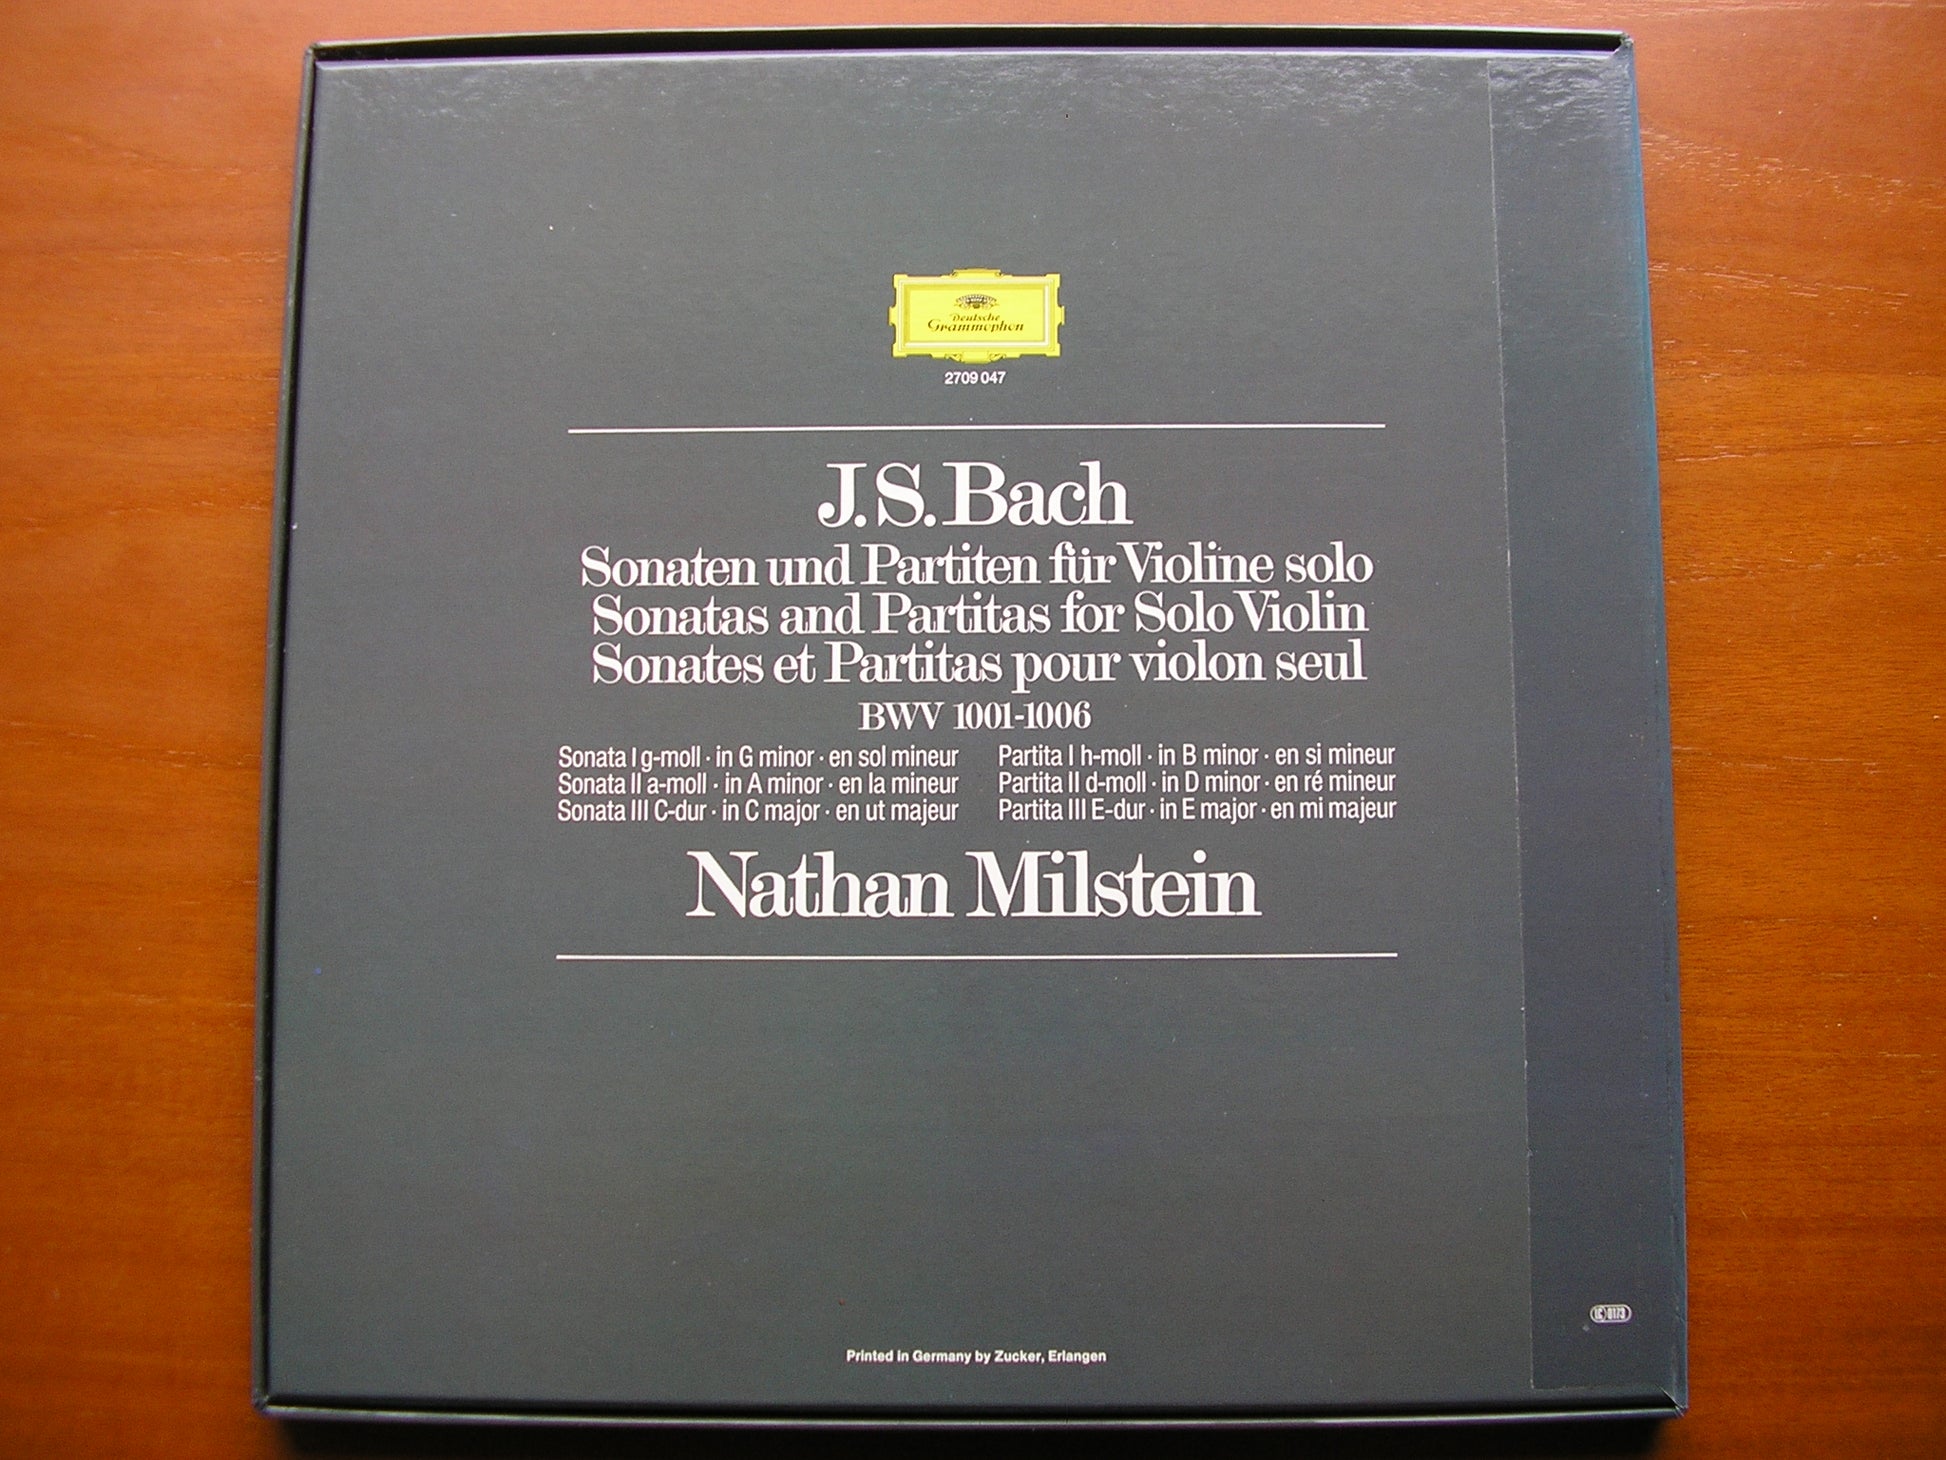 Deutsche
Grammophon
2709 047
J.S. Bach
Sonaten und Partiten für Violine solo
Sonatas and Partitas for Solo Violin
Sonates et Partitas pour violon seul
BWV 1001-1006
Sonata I g-moll · in G minor · en sol mineur
Sonata II a-moll · in A minor · en la mineur
Sonata III C-dur · in C major · en ut majeur
Partita I h-moll · in B minor · en si mineur
Partita II d-moll · in D minor · en ré mineur
Partita III E-dur · in E major · en mi majeur
Nathan Milstein
LC 0173
Printed in Germany by Zucker, Erlangen